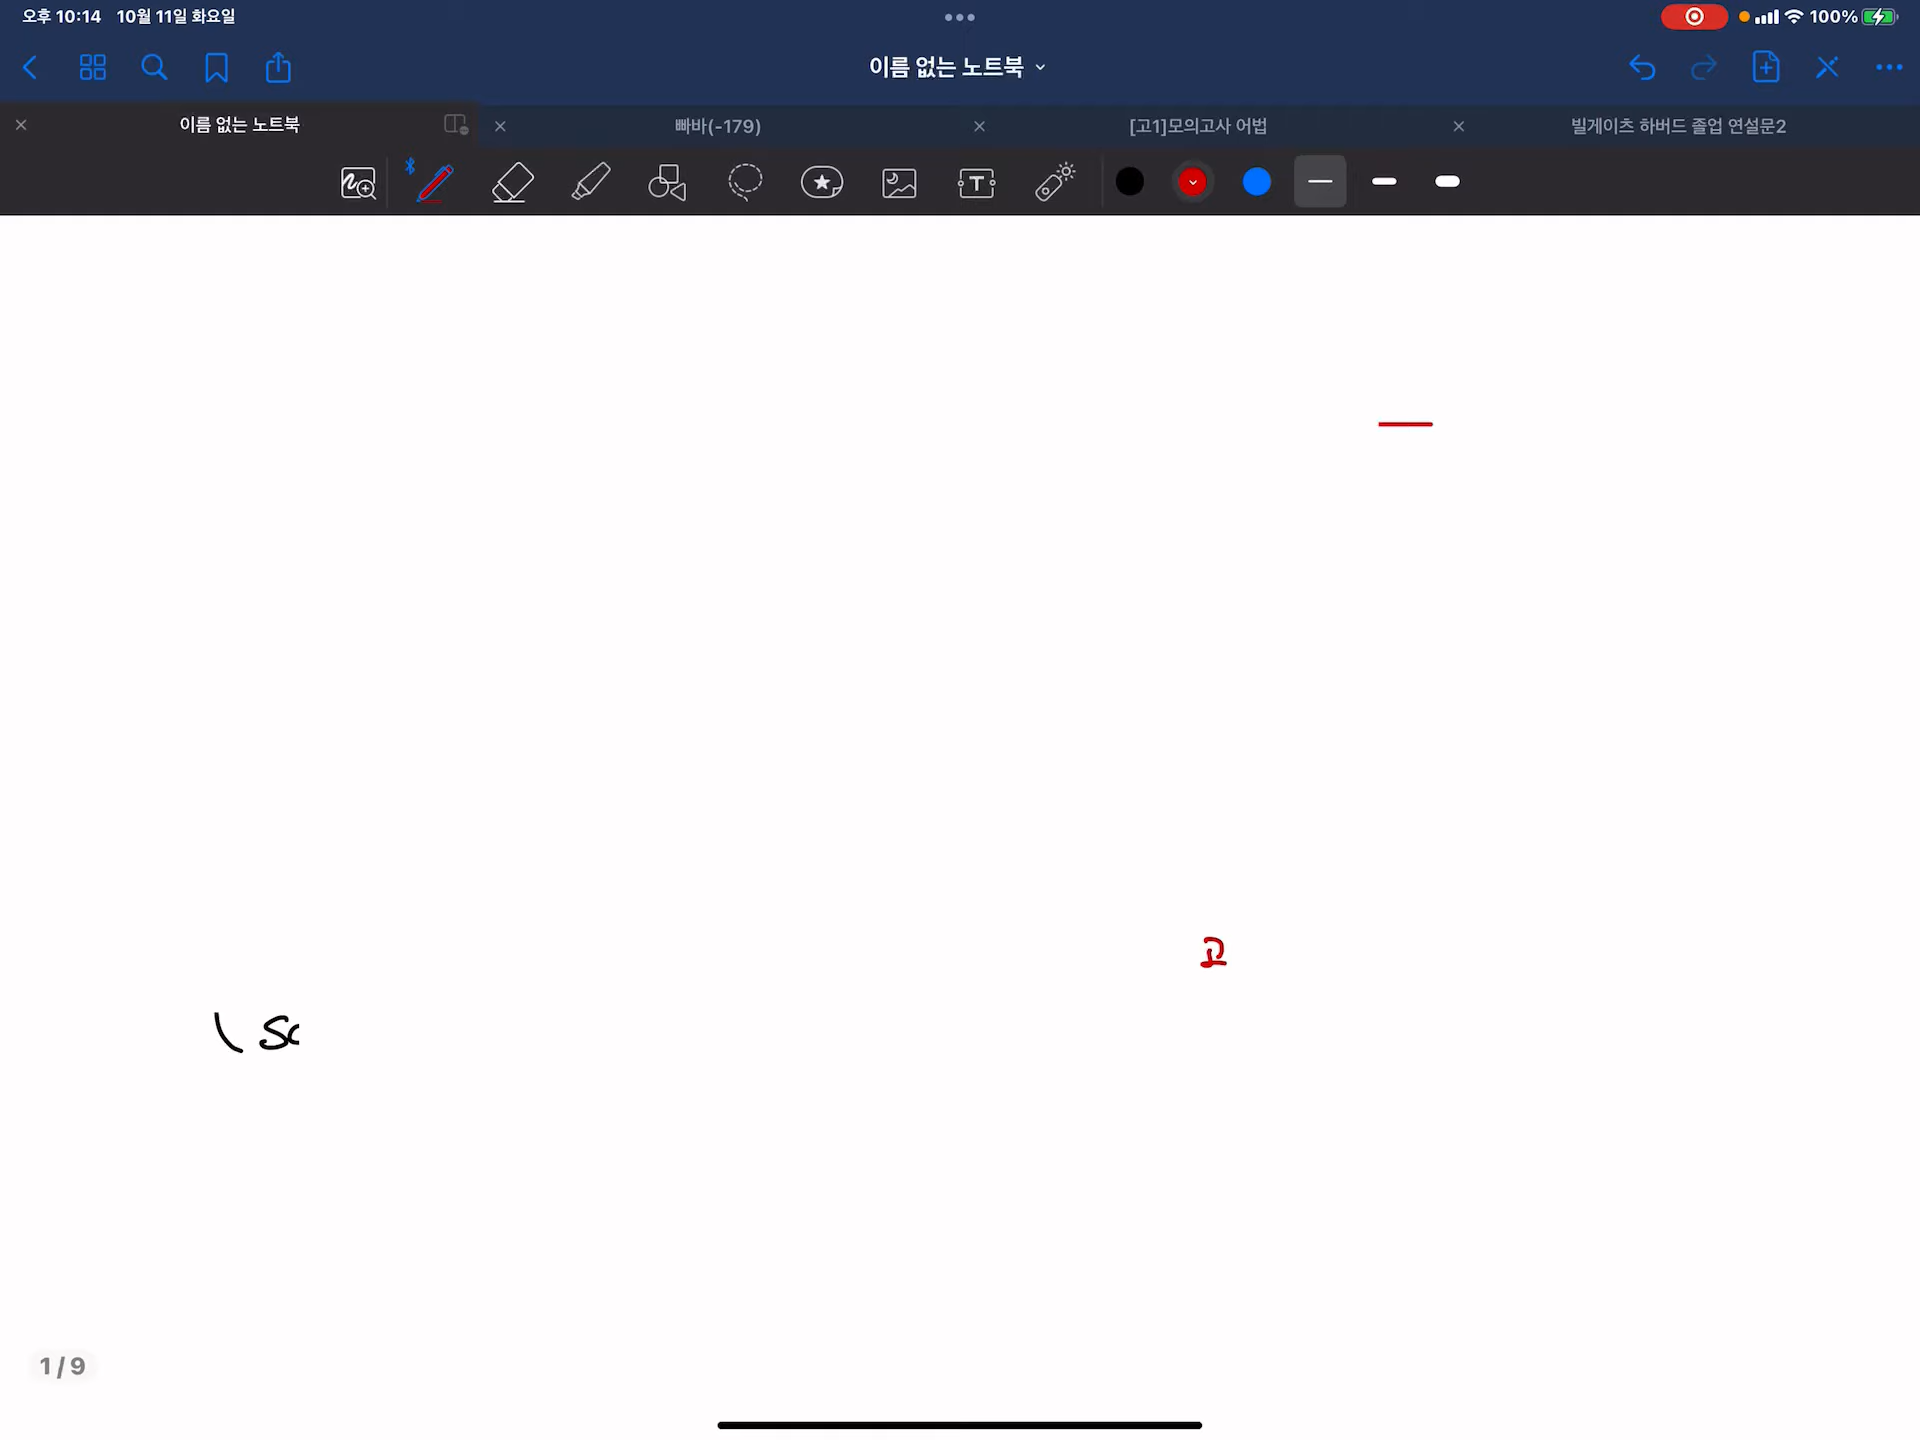 오후 10:14 10월 11일 화요일 100%
이름 없는 노트북
이름 없는 노트북 빠바(-179) [고1]모의고사 어법 빌게이츠 하버드 졸업 연설문2
T
고
1/9